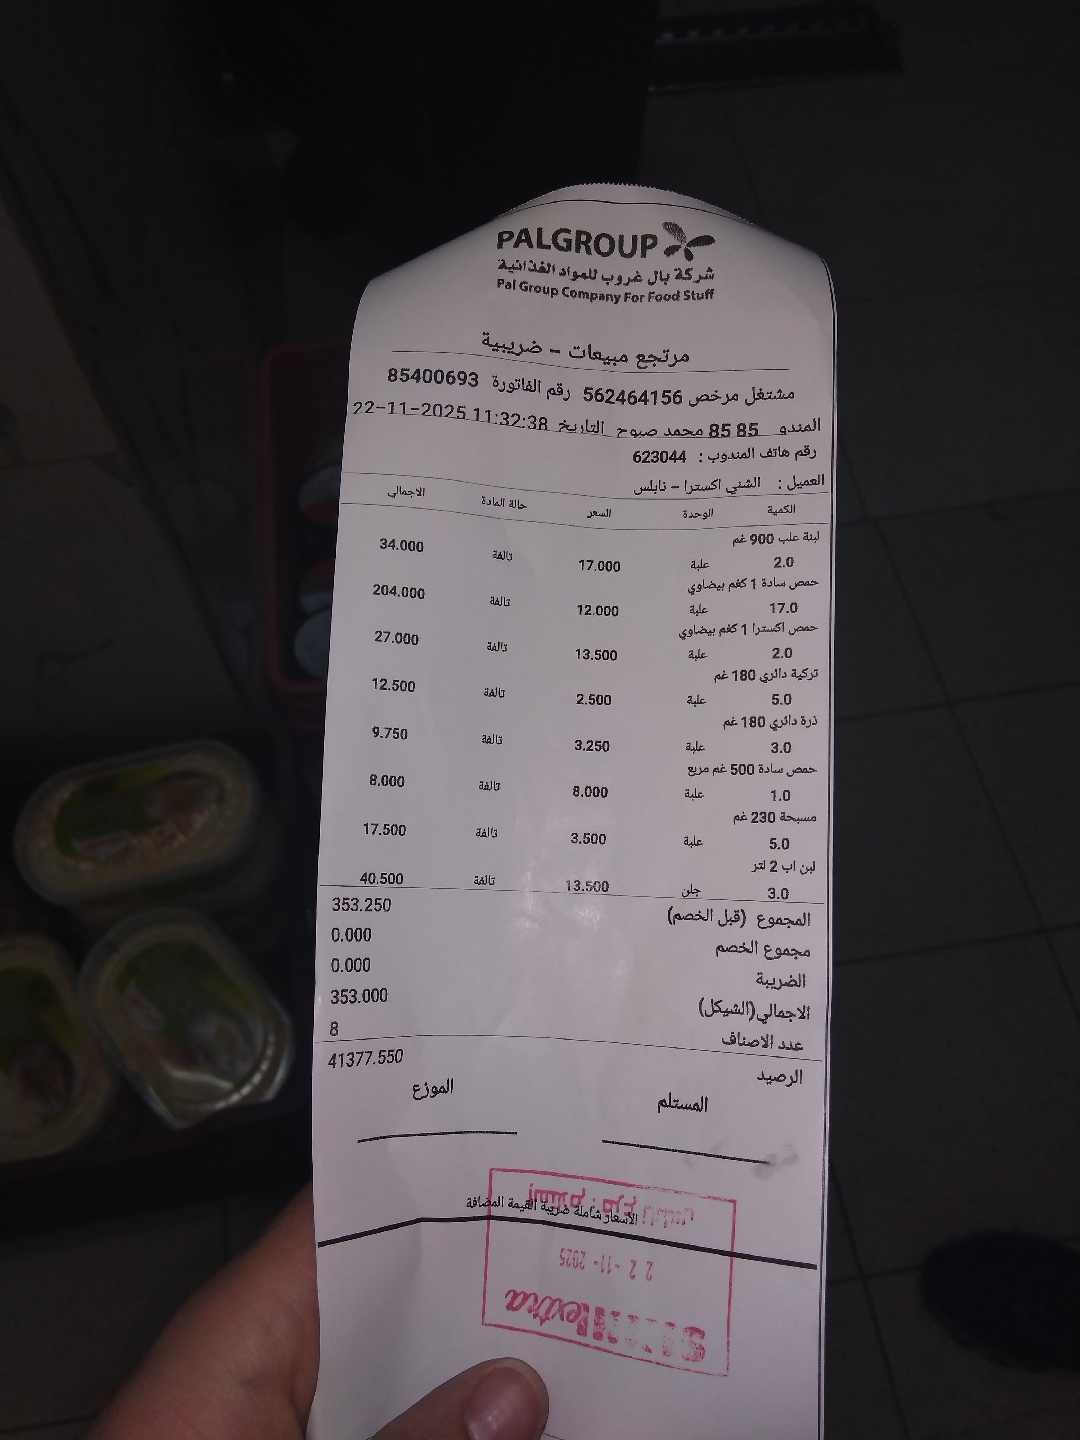 PALGROUP
شركة بال غروب للمواد الغذائية
Pal Group Company For Food Stuff
مرتجع مبيعات - ضريبية
مشتغل مرخص 562464156 رقم الفاتورة 85400693
المندو 85 85 محمد صبوح التاريخ 22-11-2025 11:32:38
رقم هاتف المندوب : 623044
العميل : الشني اكسترا - نابلس
الكمية الوحدة السعر حالة المادة الاجمالي
لبنة علب 900 غم
2.0 علبة 17.000 تالفة 34.000
حمص سادة 1 كغم بيضاوي
17.0 علبة 12.000 تالفة 204.000
حمص اكسترا 1 كغم بيضاوي
2.0 علبة 13.500 تالفة 27.000
تركية دائري 180 غم
5.0 علبة 2.500 تالفة 12.500
ذرة دائري 180 غم
3.0 علبة 3.250 تالفة 9.750
حمص سادة 500 غم مربع
1.0 علبة 8.000 تالفة 8.000
مسبحة 230 غم
5.0 علبة 3.500 تالفة 17.500
لبن اب 2 لتر
3.0 جلن 13.500 تالفة 40.500
المجموع (قبل الخصم) 353.250
مجموع الخصم 0.000
الضريبة 0.000
الاجمالي(الشيكل) 353.000
عدد الاصناف 8
الرصيد 41377.550
المستلم الموزع
الأسعار شاملة ضريبة القيمة المضافة
22-11-2025
extra